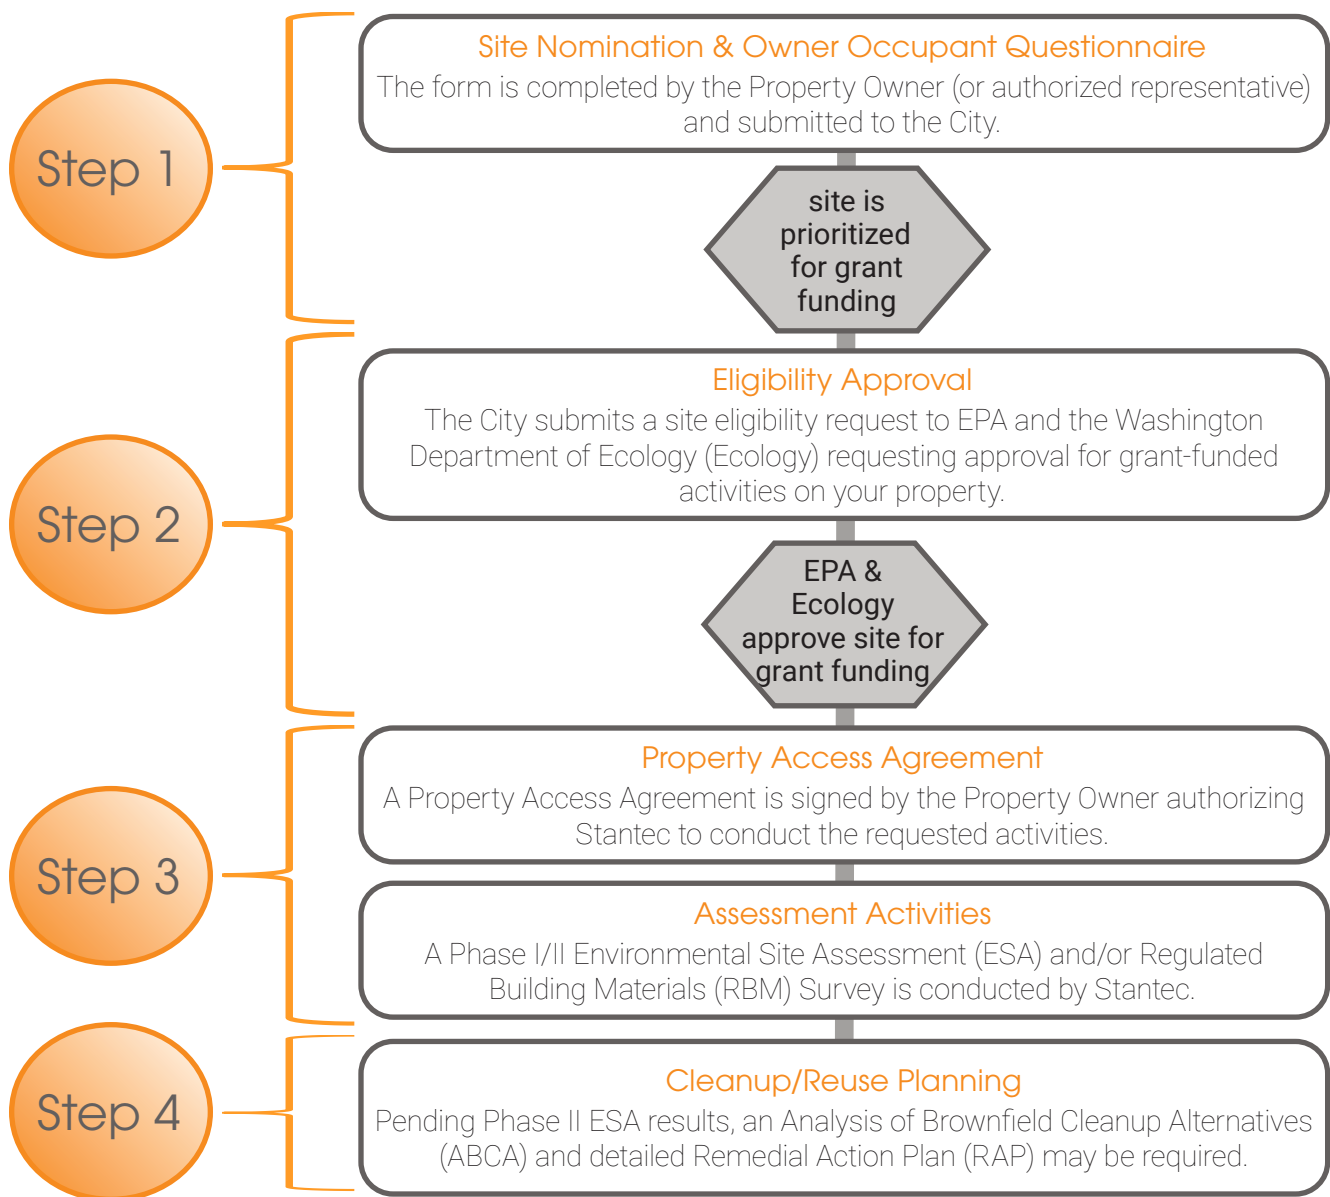 Step 1
Site Nomination & Owner Occupant Questionnaire
The form is completed by the Property Owner (or authorized representative)
and submitted to the City.
site is
prioritized
for grant
funding
Step 2
Eligibility Approval
The City submits a site eligibility request to EPA and the Washington
Department of Ecology (Ecology) requesting approval for grant-funded
activities on your property.
EPA &
Ecology
approve site for
grant funding
Step 3
Property Access Agreement
A Property Access Agreement is signed by the Property Owner authorizing
Stantec to conduct the requested activities.
Assessment Activities
A Phase I/II Environmental Site Assessment (ESA) and/or Regulated
Building Materials (RBM) Survey is conducted by Stantec.
Step 4
Cleanup/Reuse Planning
Pending Phase II ESA results, an Analysis of Brownfield Cleanup Alternatives
(ABCA) and detailed Remedial Action Plan (RAP) may be required.